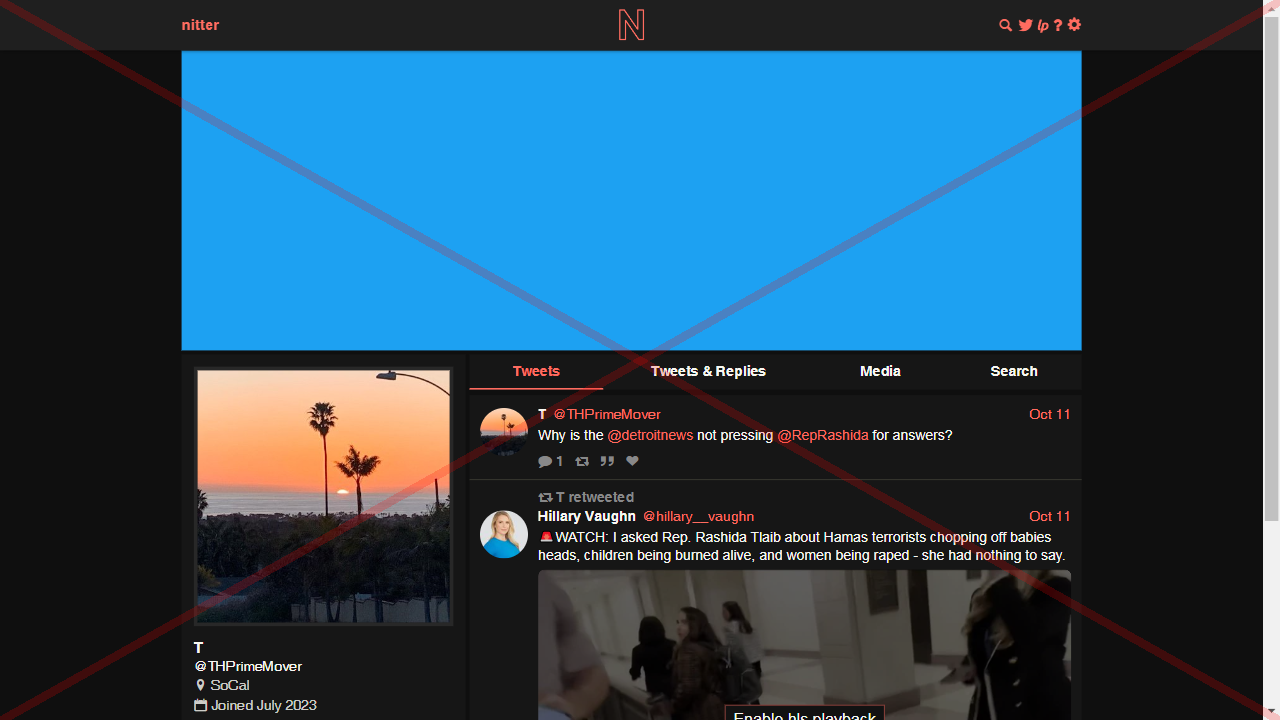 nitter
N
lp ?
Tweets
Tweets & Replies
Media
Search
T @THPrimeMover
Oct 11
Why is the @detroitnews not pressing @RepRashida for answers?
1
T retweeted
Hillary Vaughn @hillary__vaughn
Oct 11
🚨WATCH: I asked Rep. Rashida Tlaib about Hamas terrorists chopping off babies
heads, children being burned alive, and women being raped - she had nothing to say.
Enable hls playback
T
@THPrimeMover
SoCal
Joined July 2023